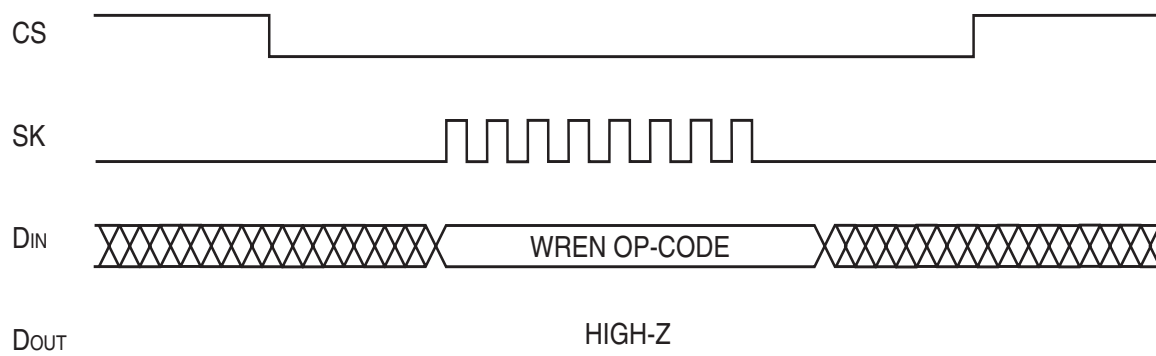 CS
SK
DIN
WREN OP-CODE
DOUT
HIGH-Z